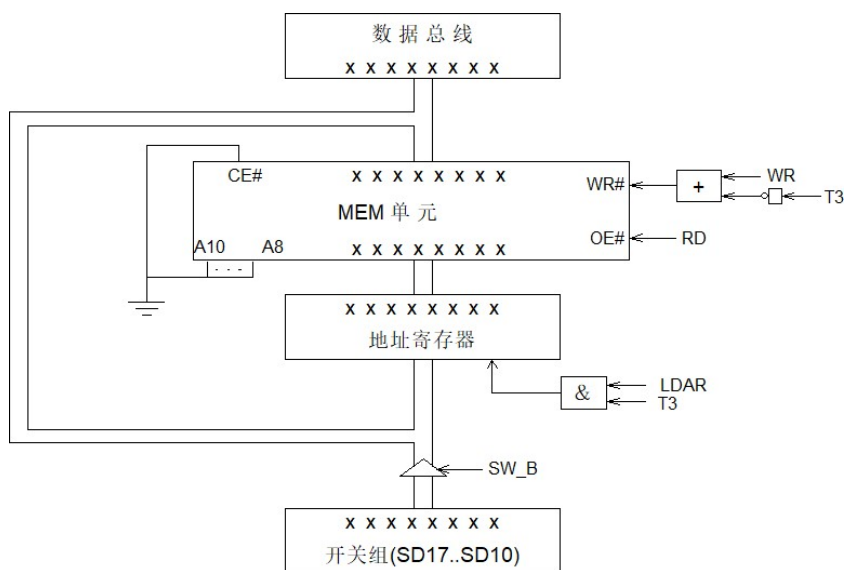 数据总线
X X X X X X X X
CE#
X X X X X X X X
WR#
+
WR
T3
MEM 单元
A10
A8
X X X X X X X X
OE#
RD
. . .
X X X X X X X X
地址寄存器
&
LDAR
T3
SW_B
X X X X X X X X
开关组(SD17..SD10)